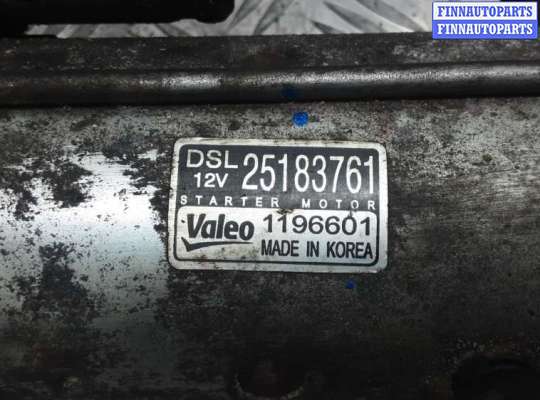 FINNAUTOPARTS
FINNAUTOPARTS
DSL 12V 25183761
STARTER MOTOR
Valeo 1196601
MADE IN KOREA